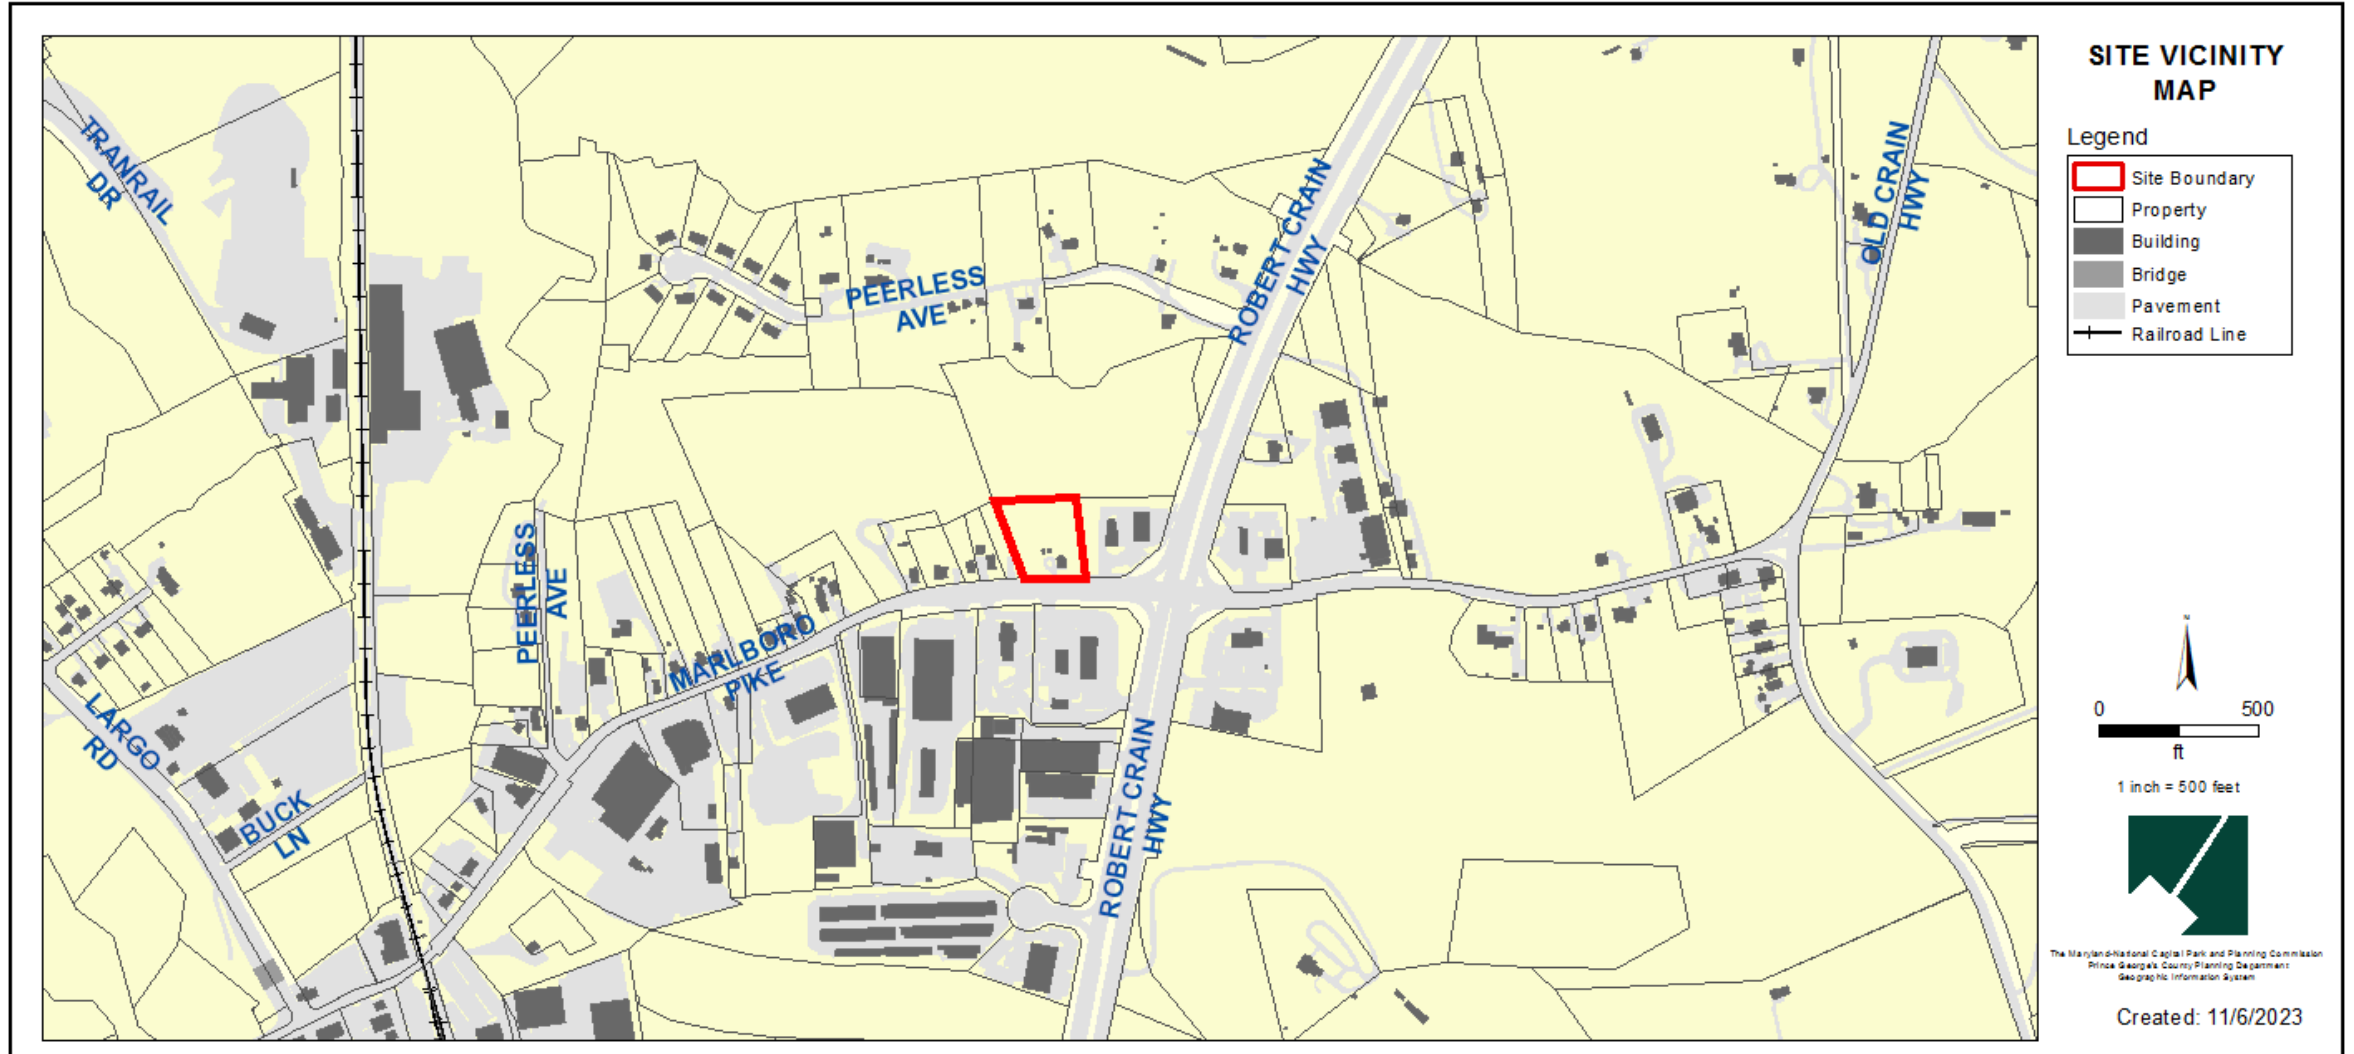 SITE VICINITY
MAP
Legend
Site Boundary
Property
Building
Bridge
Pavement
Railroad Line
TRANRAIL
DR
PEERLESS
AVE
ROBERT CRAIN
HWY
OLD CRAIN
HWY
PEERLESS
AVE
MARLBORO
PIKE
LARGO
RD
BUCK
LN
ROBERT CRAIN
HWY
N
0 500
ft
1 inch = 500 feet
The Maryland-National Capital Park and Planning Commission
Prince George's County Planning Department
Geographic Information System
Created: 11/6/2023